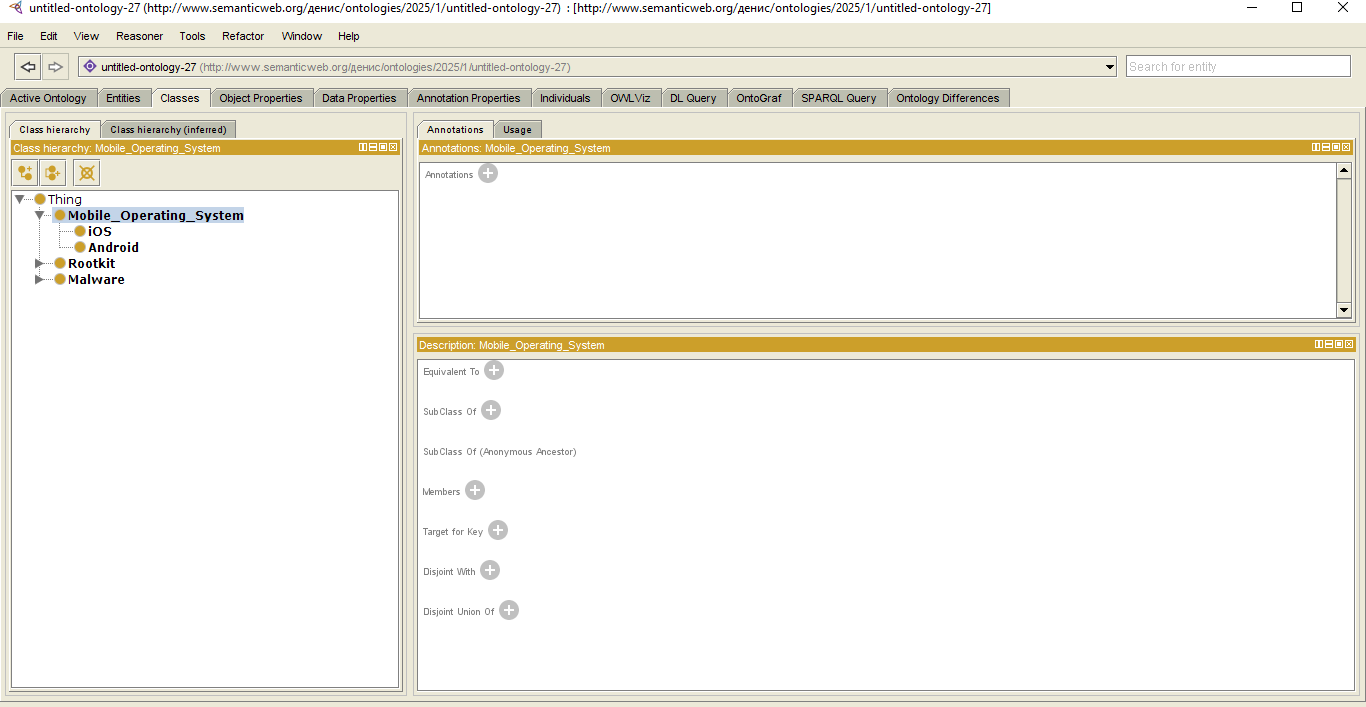 untitled-ontology-27 (http://www.semanticweb.org/денис/ontologies/2025/1/untitled-ontology-27) : [http://www.semanticweb.org/денис/ontologies/2025/1/untitled-ontology-27]
File Edit View Reasoner Tools Refactor Window Help
untitled-ontology-27 (http://www.semanticweb.org/денис/ontologies/2025/1/untitled-ontology-27) Search for entity
Active Ontology Entities Classes Object Properties Data Properties Annotation Properties Individuals OWLViz DL Query OntoGraf SPARQL Query Ontology Differences
Class hierarchy Class hierarchy (inferred)
Class hierarchy: Mobile_Operating_System
Thing
Mobile_Operating_System
iOS
Android
Rootkit
Malware
Annotations Usage
Annotations: Mobile_Operating_System
Annotations
Description: Mobile_Operating_System
Equivalent To
SubClass Of
SubClass Of (Anonymous Ancestor)
Members
Target for Key
Disjoint With
Disjoint Union Of